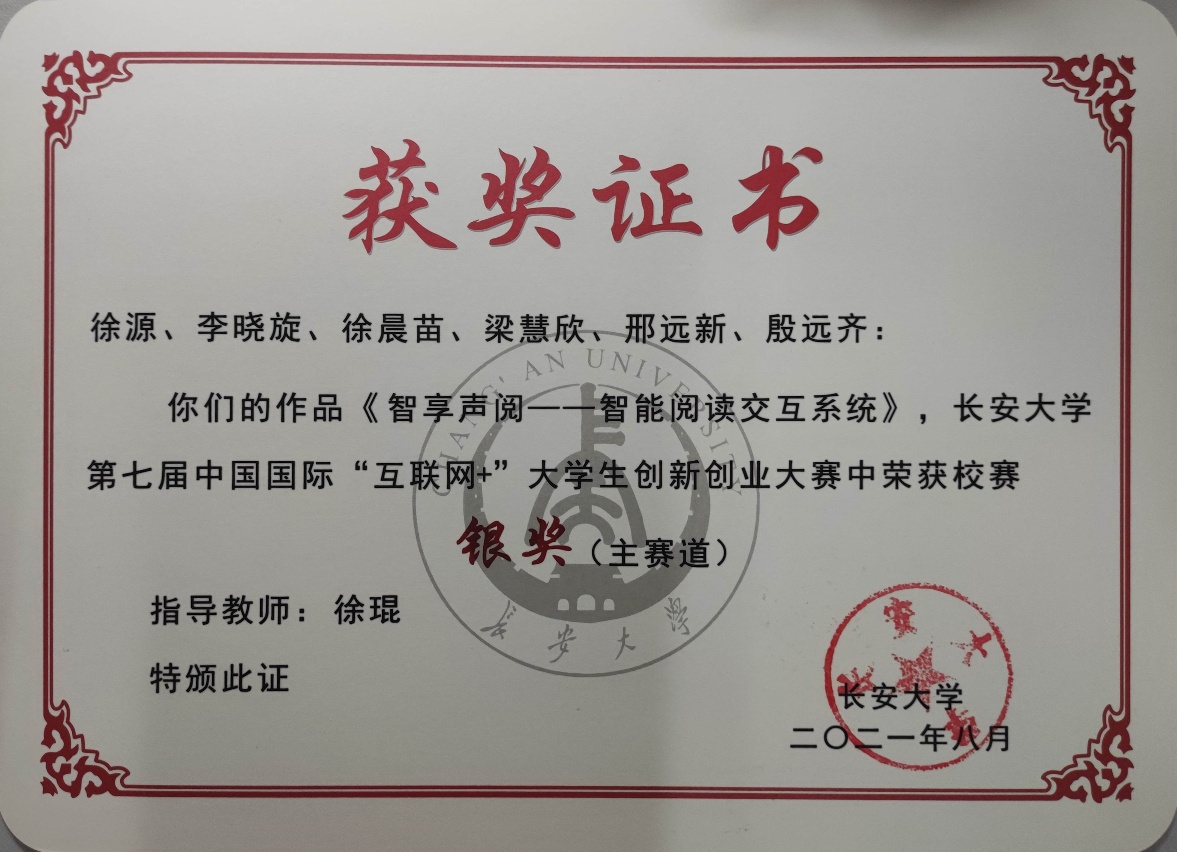 获奖证书
徐源、李晓旋、徐晨苗、梁慧欣、邢远新、殷远齐：
你们的作品《智享声阅——智能阅读交互系统》，长安大学
第七届中国国际“互联网+”大学生创新创业大赛中荣获校赛
银奖（主赛道）
指导教师：徐琨
特颁此证
长安大学
二〇二一年八月
CHANG'AN UNIVERSITY
长安大学
长安大学